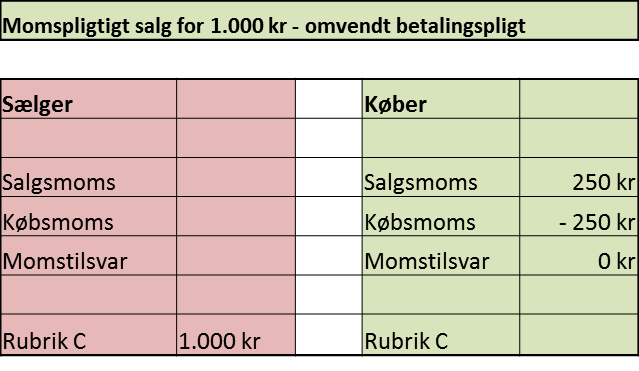 Momspligtigt salg for 1.000 kr - omvendt betalingspligt
Sælger Køber
Salgsmoms Salgsmoms 250 kr
Købsmoms Købsmoms - 250 kr
Momstilsvar Momstilsvar 0 kr
Rubrik C 1.000 kr Rubrik C